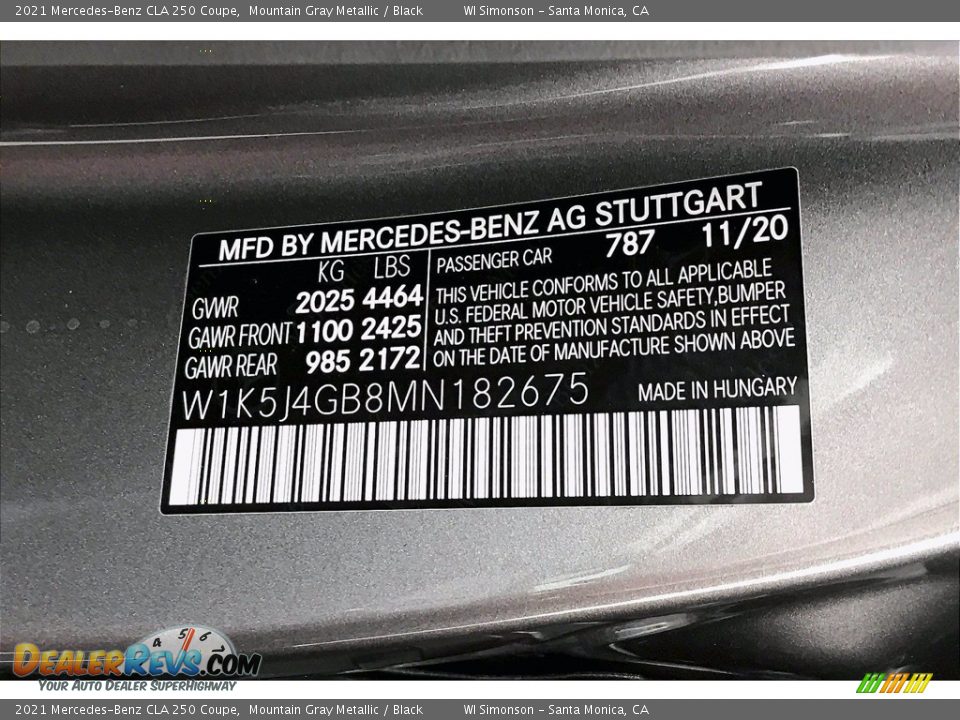 2021 Mercedes-Benz CLA 250 Coupe, Mountain Gray Metallic / Black WI Simonson - Santa Monica, CA
MFD BY MERCEDES-BENZ AG STUTTGART
KG LBS
GVWR 2025 4464
GAWR FRONT 1100 2425
GAWR REAR 985 2172
PASSENGER CAR 787 11/20
THIS VEHICLE CONFORMS TO ALL APPLICABLE
U.S. FEDERAL MOTOR VEHICLE SAFETY,BUMPER
AND THEFT PREVENTION STANDARDS IN EFFECT
ON THE DATE OF MANUFACTURE SHOWN ABOVE
W1K5J4GB8MN182675 MADE IN HUNGARY
4 5 6 7
DEALERREVS.COM
YOUR AUTO DEALER SUPERHIGHWAY
2021 Mercedes-Benz CLA 250 Coupe, Mountain Gray Metallic / Black WI Simonson - Santa Monica, CA